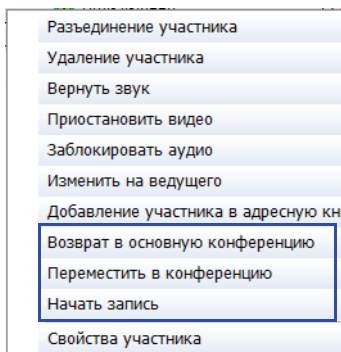 Разъединение участника
Удаление участника
Вернуть звук
Приостановить видео
Заблокировать аудио
Изменить на ведущего
Добавление участника в адресную кн
Возврат в основную конференцию
Переместить в конференцию
Начать запись
Свойства участника